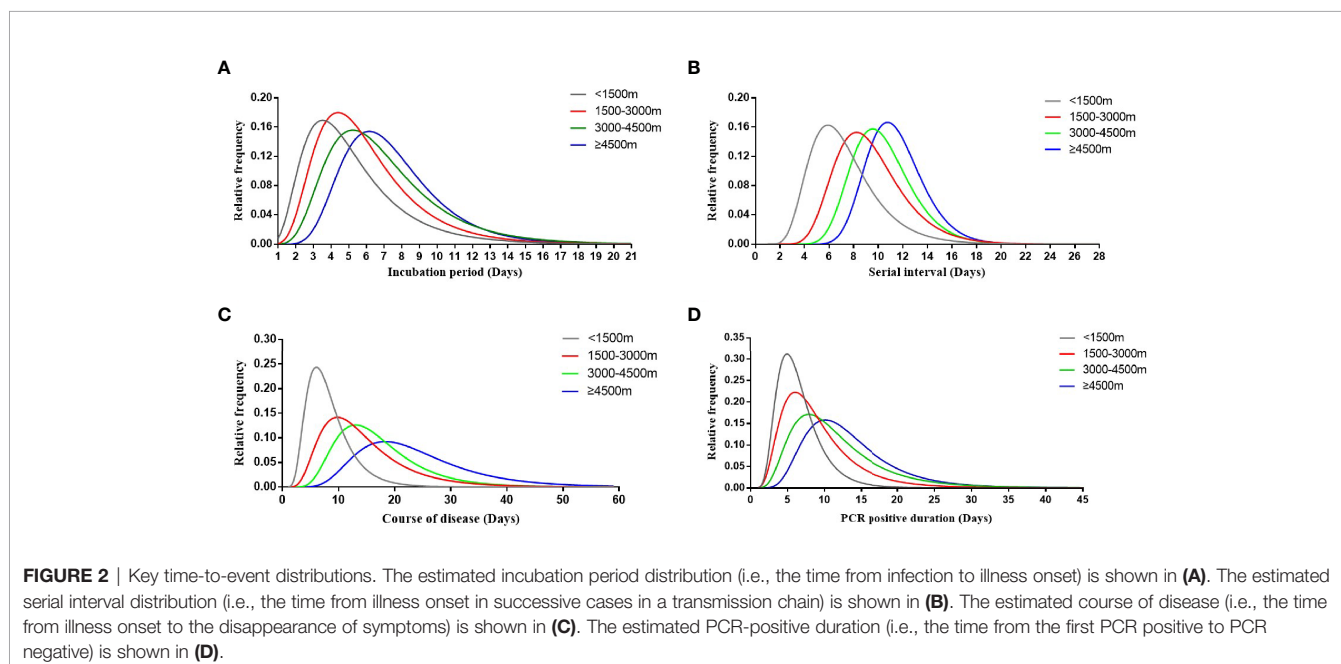 A
<1500m
1500-3000m
3000-4500m
≥4500m
Relative frequency
0.20
0.16
0.12
0.08
0.04
0.00
1 2 3 4 5 6 7 8 9 10 11 12 13 14 15 16 17 18 19 20 21
Incubation period (Days)
B
<1500m
1500-3000m
3000-4500m
≥4500m
Relative frequency
0.20
0.16
0.12
0.08
0.04
0.00
0 2 4 6 8 10 12 14 16 18 20 22 24 26 28
Serial interval (Days)
C
<1500m
1500-3000m
3000-4500m
≥4500m
Relative frequency
0.30
0.25
0.20
0.15
0.10
0.05
0.00
0 10 20 30 40 50 60
Course of disease (Days)
D
<1500m
1500-3000m
3000-4500m
≥4500m
Relative frequency
0.35
0.30
0.25
0.20
0.15
0.10
0.05
0.00
0 5 10 15 20 25 30 35 40 45
PCR positive duration (Days)
FIGURE 2 | Key time-to-event distributions. The estimated incubation period distribution (i.e., the time from infection to illness onset) is shown in (A). The estimated
serial interval distribution (i.e., the time from illness onset in successive cases in a transmission chain) is shown in (B). The estimated course of disease (i.e., the time
from illness onset to the disappearance of symptoms) is shown in (C). The estimated PCR-positive duration (i.e., the time from the first PCR positive to PCR
negative) is shown in (D).